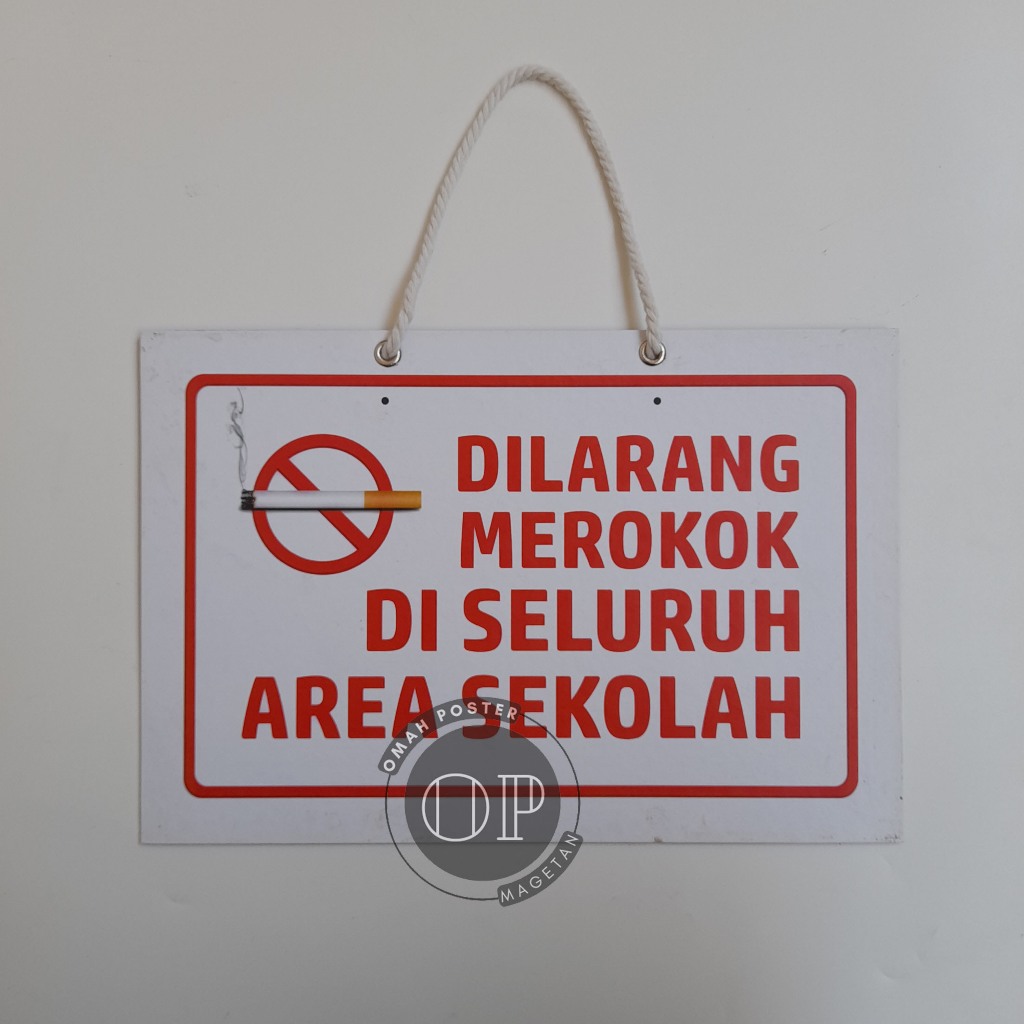 DILARANG
MEROKOK
DI SELURUH
AREA SEKOLAH
OMAH POSTER
OP
MAGETAN